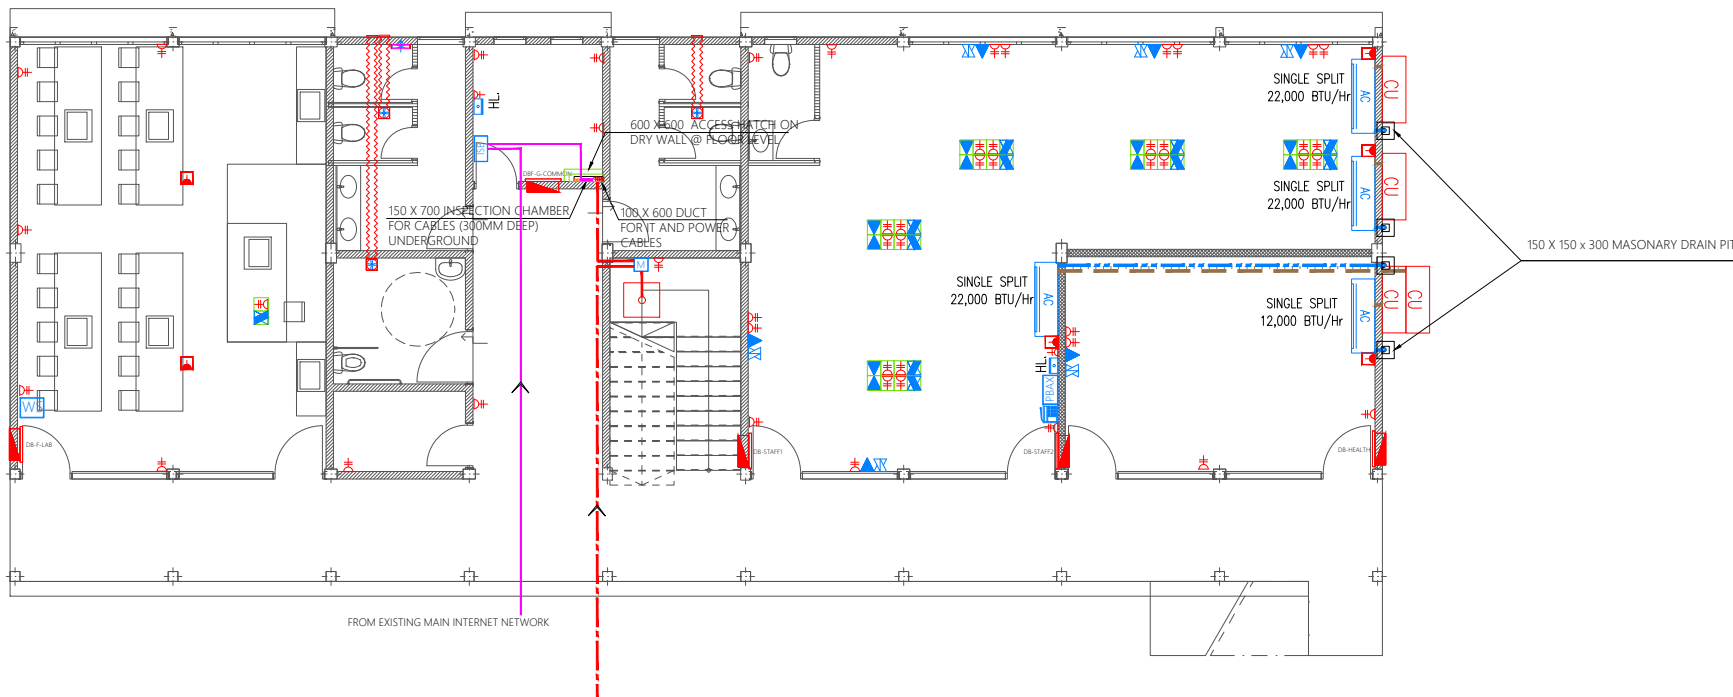 SINGLE SPLIT
22,000 BTU/Hr
AC
CU
HL.
ISP
600 X 600 ACCESS HATCH ON
DRY WALL @ FLOOR LEVEL
DBF-G-COMMON
150 X 700 INSPECTION CHAMBER
FOR CABLES (300MM DEEP)
UNDERGROUND
100 X 600 DUCT
FOR IT AND POWER
CABLES
M
SINGLE SPLIT
22,000 BTU/Hr
AC
CU
150 X 150 x 300 MASONARY DRAIN PIT
SINGLE SPLIT
22,000 BTU/Hr
AC
SINGLE SPLIT
12,000 BTU/Hr
AC
CU
CU
HL.
PBAX
DB-F-LAB
DB-STAFF1
DB-STAFF2
DB-HEALTH
FROM EXISTING MAIN INTERNET NETWORK